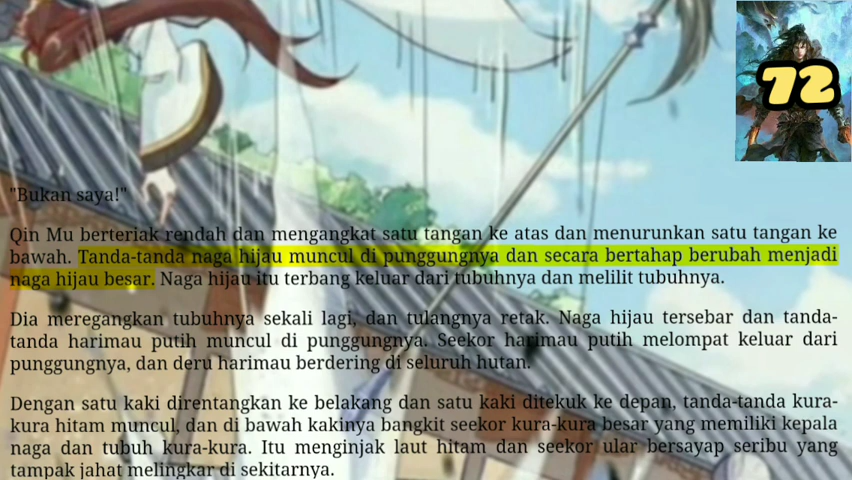 72
"Bukan saya!"
Qin Mu berteriak rendah dan mengangkat satu tangan ke atas dan menurunkan satu tangan ke
bawah. Tanda-tanda naga hijau muncul di punggungnya dan secara bertahap berubah menjadi
naga hijau besar. Naga hijau itu terbang keluar dari tubuhnya dan melilit tubuhnya.
Dia meregangkan tubuhnya sekali lagi, dan tulangnya retak. Naga hijau tersebar dan tanda-
tanda harimau putih muncul di punggungnya. Seekor harimau putih melompat keluar dari
punggungnya, dan deru harimau berdering di seluruh hutan.
Dengan satu kaki direntangkan ke belakang dan satu kaki ditekuk ke depan, tanda-tanda kura-
kura hitam muncul, dan di bawah kakinya bangkit seekor kura-kura besar yang memiliki kepala
naga dan tubuh kura-kura. Itu menginjak laut hitam dan seekor ular bersayap seribu yang
tampak jahat melingkar di sekitarnya.